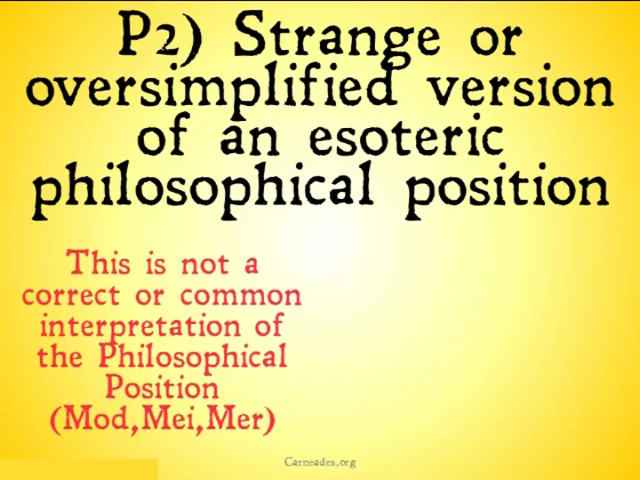 P2) Strange or
oversimplified version
of an esoteric
philosophical position
This is not a
correct or common
interpretation of
the Philosophical
Position
(Mod,Mei,Mer)
Carneades.org